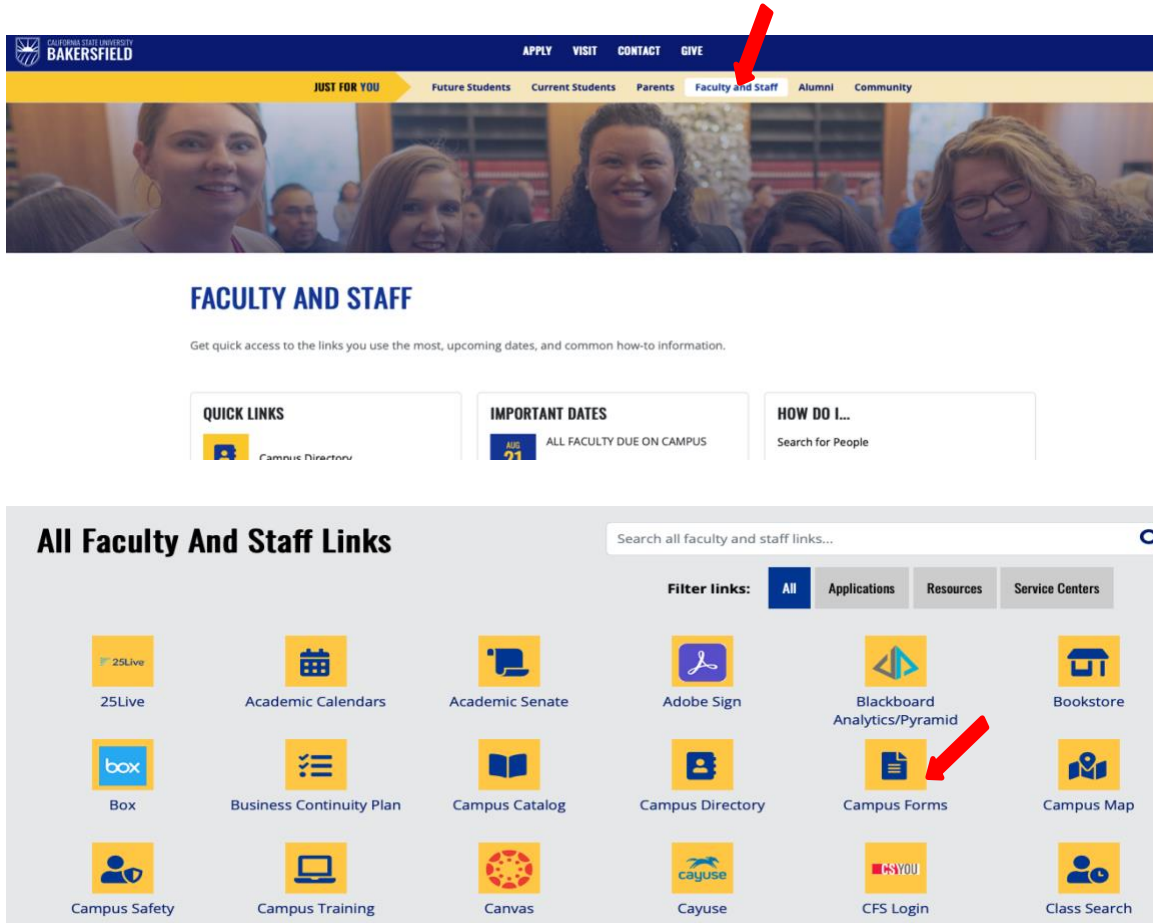 CALIFORNIA STATE UNIVERSITY
BAKERSFIELD
APPLY VISIT CONTACT GIVE
JUST FOR YOU Future Students Current Students Parents Faculty and Staff Alumni Community
FACULTY AND STAFF
Get quick access to the links you use the most, upcoming dates, and common how-to information.
QUICK LINKS
Campus Directory
IMPORTANT DATES
AUG
21
ALL FACULTY DUE ON CAMPUS
HOW DO I...
Search for People
All Faculty And Staff Links
Search all faculty and staff links...
Filter links: All Applications Resources Service Centers
25Live
25Live
Academic Calendars
Academic Senate
Adobe Sign
Blackboard
Analytics/Pyramid
Bookstore
box
Box
Business Continuity Plan
Campus Catalog
Campus Directory
Campus Forms
Campus Map
Campus Safety
Campus Training
Canvas
cayuse
Cayuse
CSYOU
CFS Login
Class Search